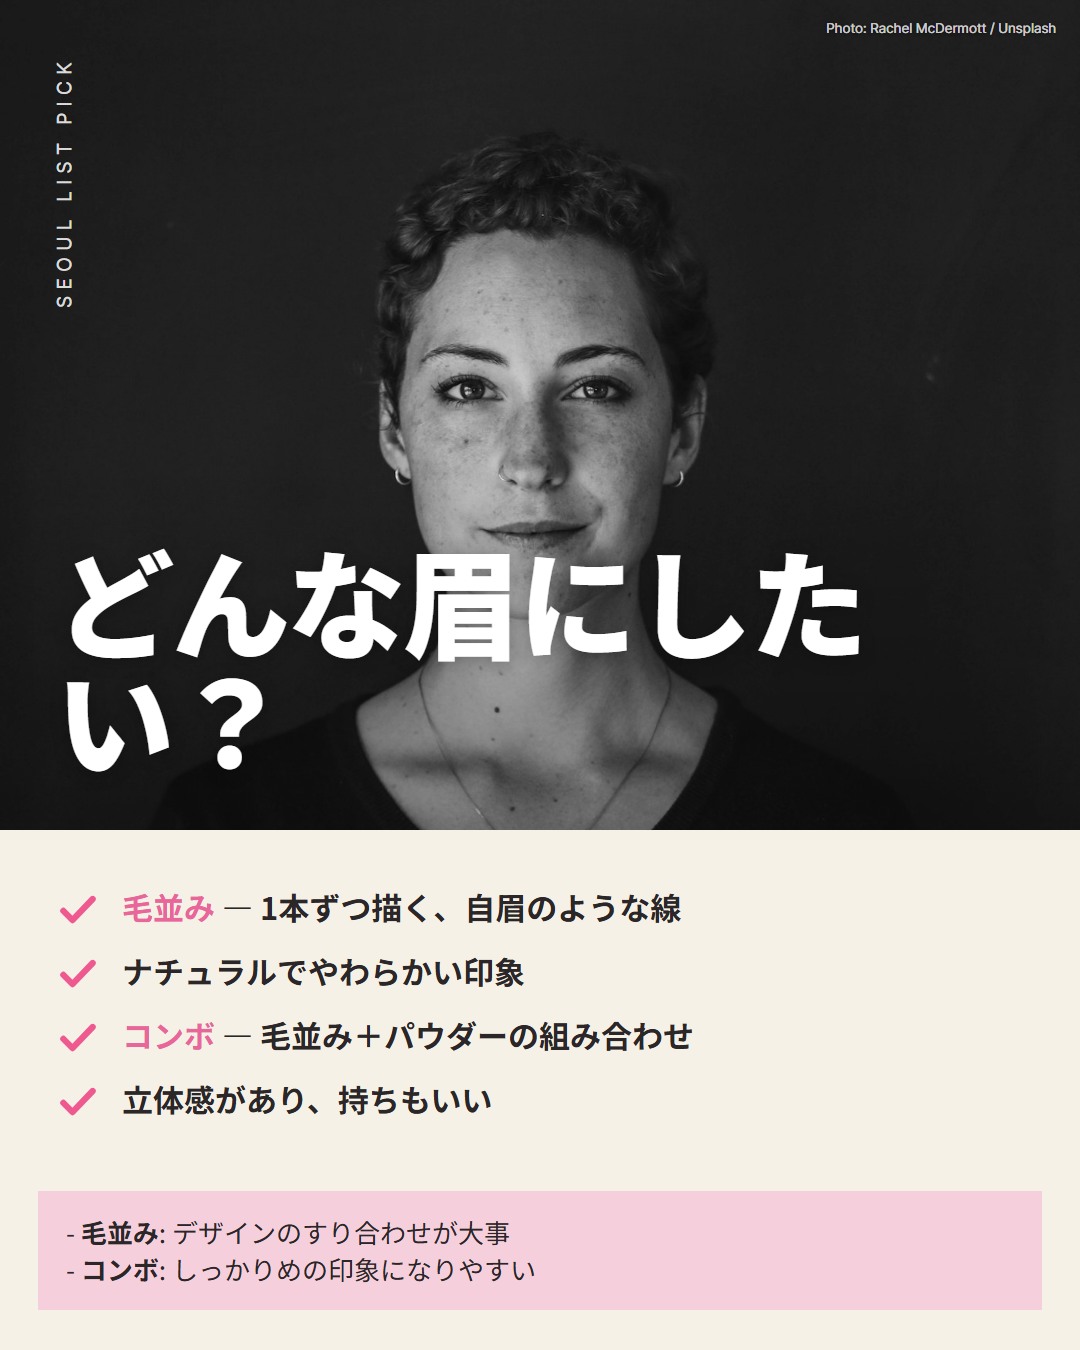 Photo: Rachel McDermott / Unsplash
SEOUL LIST PICK
どんな眉にした
い？
毛並み — 1本ずつ描く、自眉のような線
ナチュラルでやわらかい印象
コンボ — 毛並み＋パウダーの組み合わせ
立体感があり、持ちもいい
- 毛並み: デザインのすり合わせが大事
- コンボ: しっかりめの印象になりやすい